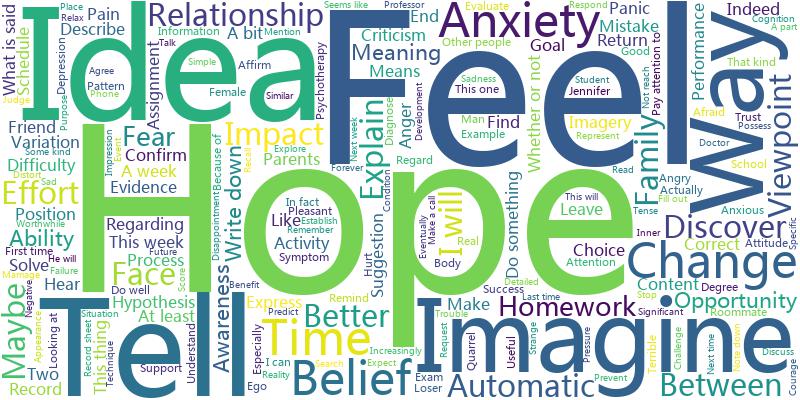 Idea
Feel
Hope
Tell
Imagine
Way
Anxiety
Relationship
Change
Belief
Time
Homework
Automatic
Between
Discover
Viewpoint
Family
Explain
Impact
Effort
Face
Fear
Better
Maybe
Awareness
Opportunity
Meaning
Means
Ability
What is said
Schedule
Place
Relax
Pain
Describe
Depression
Agree
Pattern
Phone
Purpose
Judge
Information
Talk
Simple
Assignment
A bit
Mention
Affirm
Female
Similar
Psychotherapy
Seems like
Professor
End
Criticism
Other people
Evaluate
Goal
This one
Sadness
Man
Find
Example
Respond
Panic
Mistake
Return
Good
Student
Jennifer
Imagery
Represent
Whether or not
Not reach
Pay attention to
Performance
Indeed
Cognition
A part
That kind
Afraid
Trust
Possess
Doctor
School
Friend
Variation
Some kind
Difficulty
Distort
Sad
Position
Worthwhile
Impression
Event
Confirm
A week
Evidence
Regarding
This week
Process
Future
Do well
Score
Hypothesis
At least
First time
He will
Solve
Failure
Hear
Negative
Appearance
Looking at
Two
Record
Record sheet
Situation
This thing
Technique
Support
Understand
Because of
Disappointment
Write down
Recall
Explore
Parents
Next week
Forever
Diagnose
Anger
Development
Regard
Condition
In fact
Pleasant
Establish
Remember
Like
Activity
Symptom
Suggestion
Hurt
Eventually
Make a call
I will
Real
Body
Do something
This will
Leave
Choice
Attention
Read
Tense
Inner
Angry
Actually
Fill out
Anxious
Correct
Attitude
Specific
Content
Degree
Significant
Roommate
Stop
Detailed
Last time
Success
Make
Request
Trouble
Quarrel
Useful
Strange
Pressure
Prevent
Terrible
Challenge
Next time
Note down
Discuss
Courage
Benefit
Express
Predict
Remind
Especially
I can
Reality
Ego
Search
Increasingly
Expect
Exam
Loser